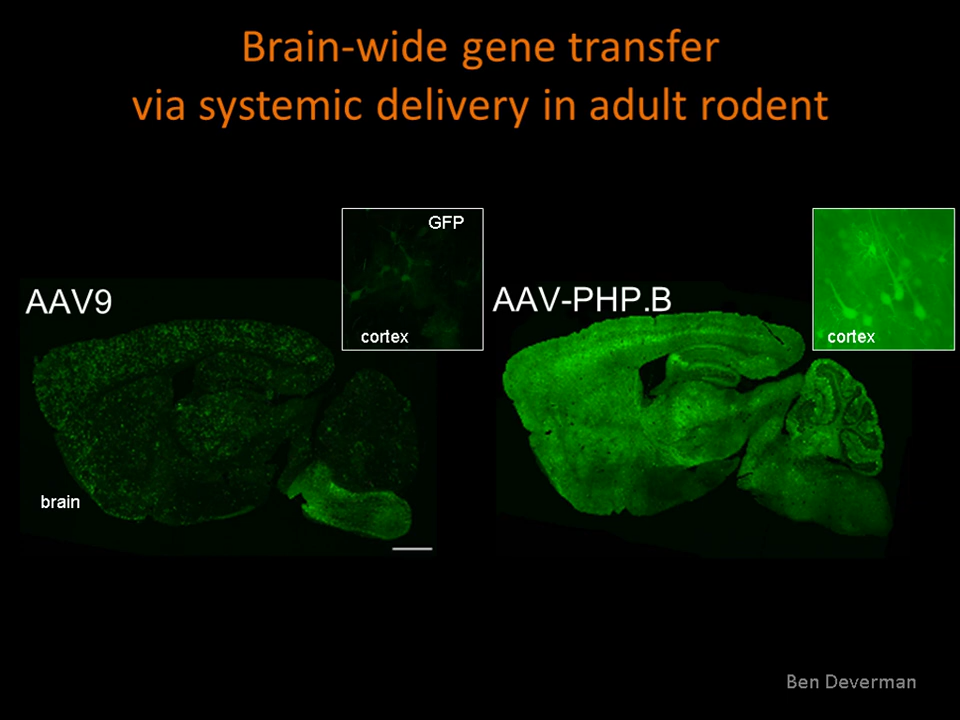 Brain-wide gene transfer
via systemic delivery in adult rodent
AAV9
GFP
cortex
brain
AAV-PHP.B
cortex
Ben Deverman